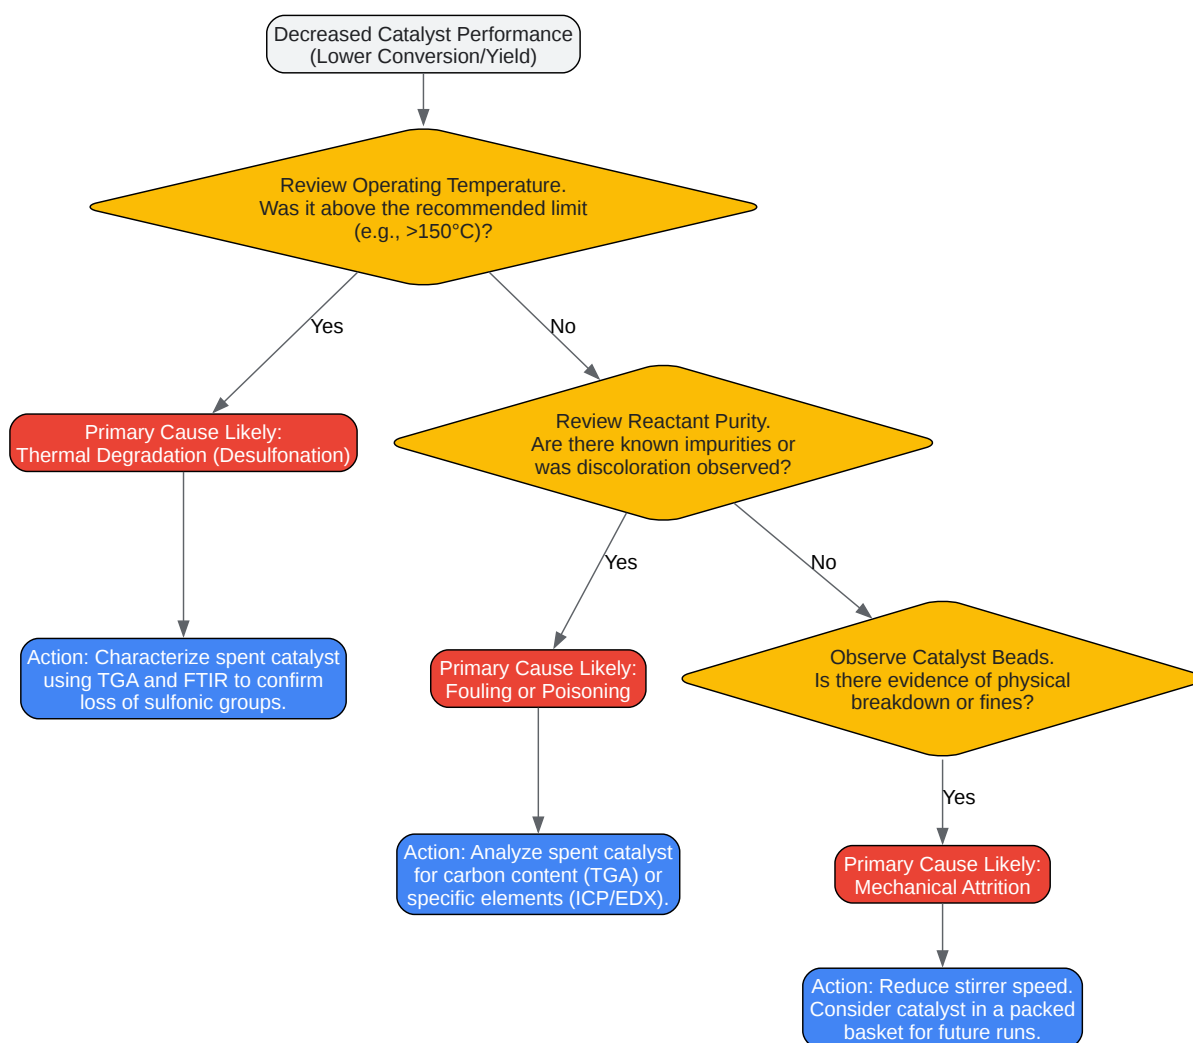 Decreased Catalyst Performance
(Lower Conversion/Yield)
Review Operating Temperature.
Was it above the recommended limit
(e.g., >150°C)?
Yes
No
Primary Cause Likely:
Thermal Degradation (Desulfonation)
Review Reactant Purity.
Are there known impurities or
was discoloration observed?
Yes
No
Action: Characterize spent catalyst
using TGA and FTIR to confirm
loss of sulfonic groups.
Primary Cause Likely:
Fouling or Poisoning
Observe Catalyst Beads.
Is there evidence of physical
breakdown or fines?
Yes
Action: Analyze spent catalyst
for carbon content (TGA) or
specific elements (ICP/EDX).
Primary Cause Likely:
Mechanical Attrition
Action: Reduce stirrer speed.
Consider catalyst in a packed
basket for future runs.